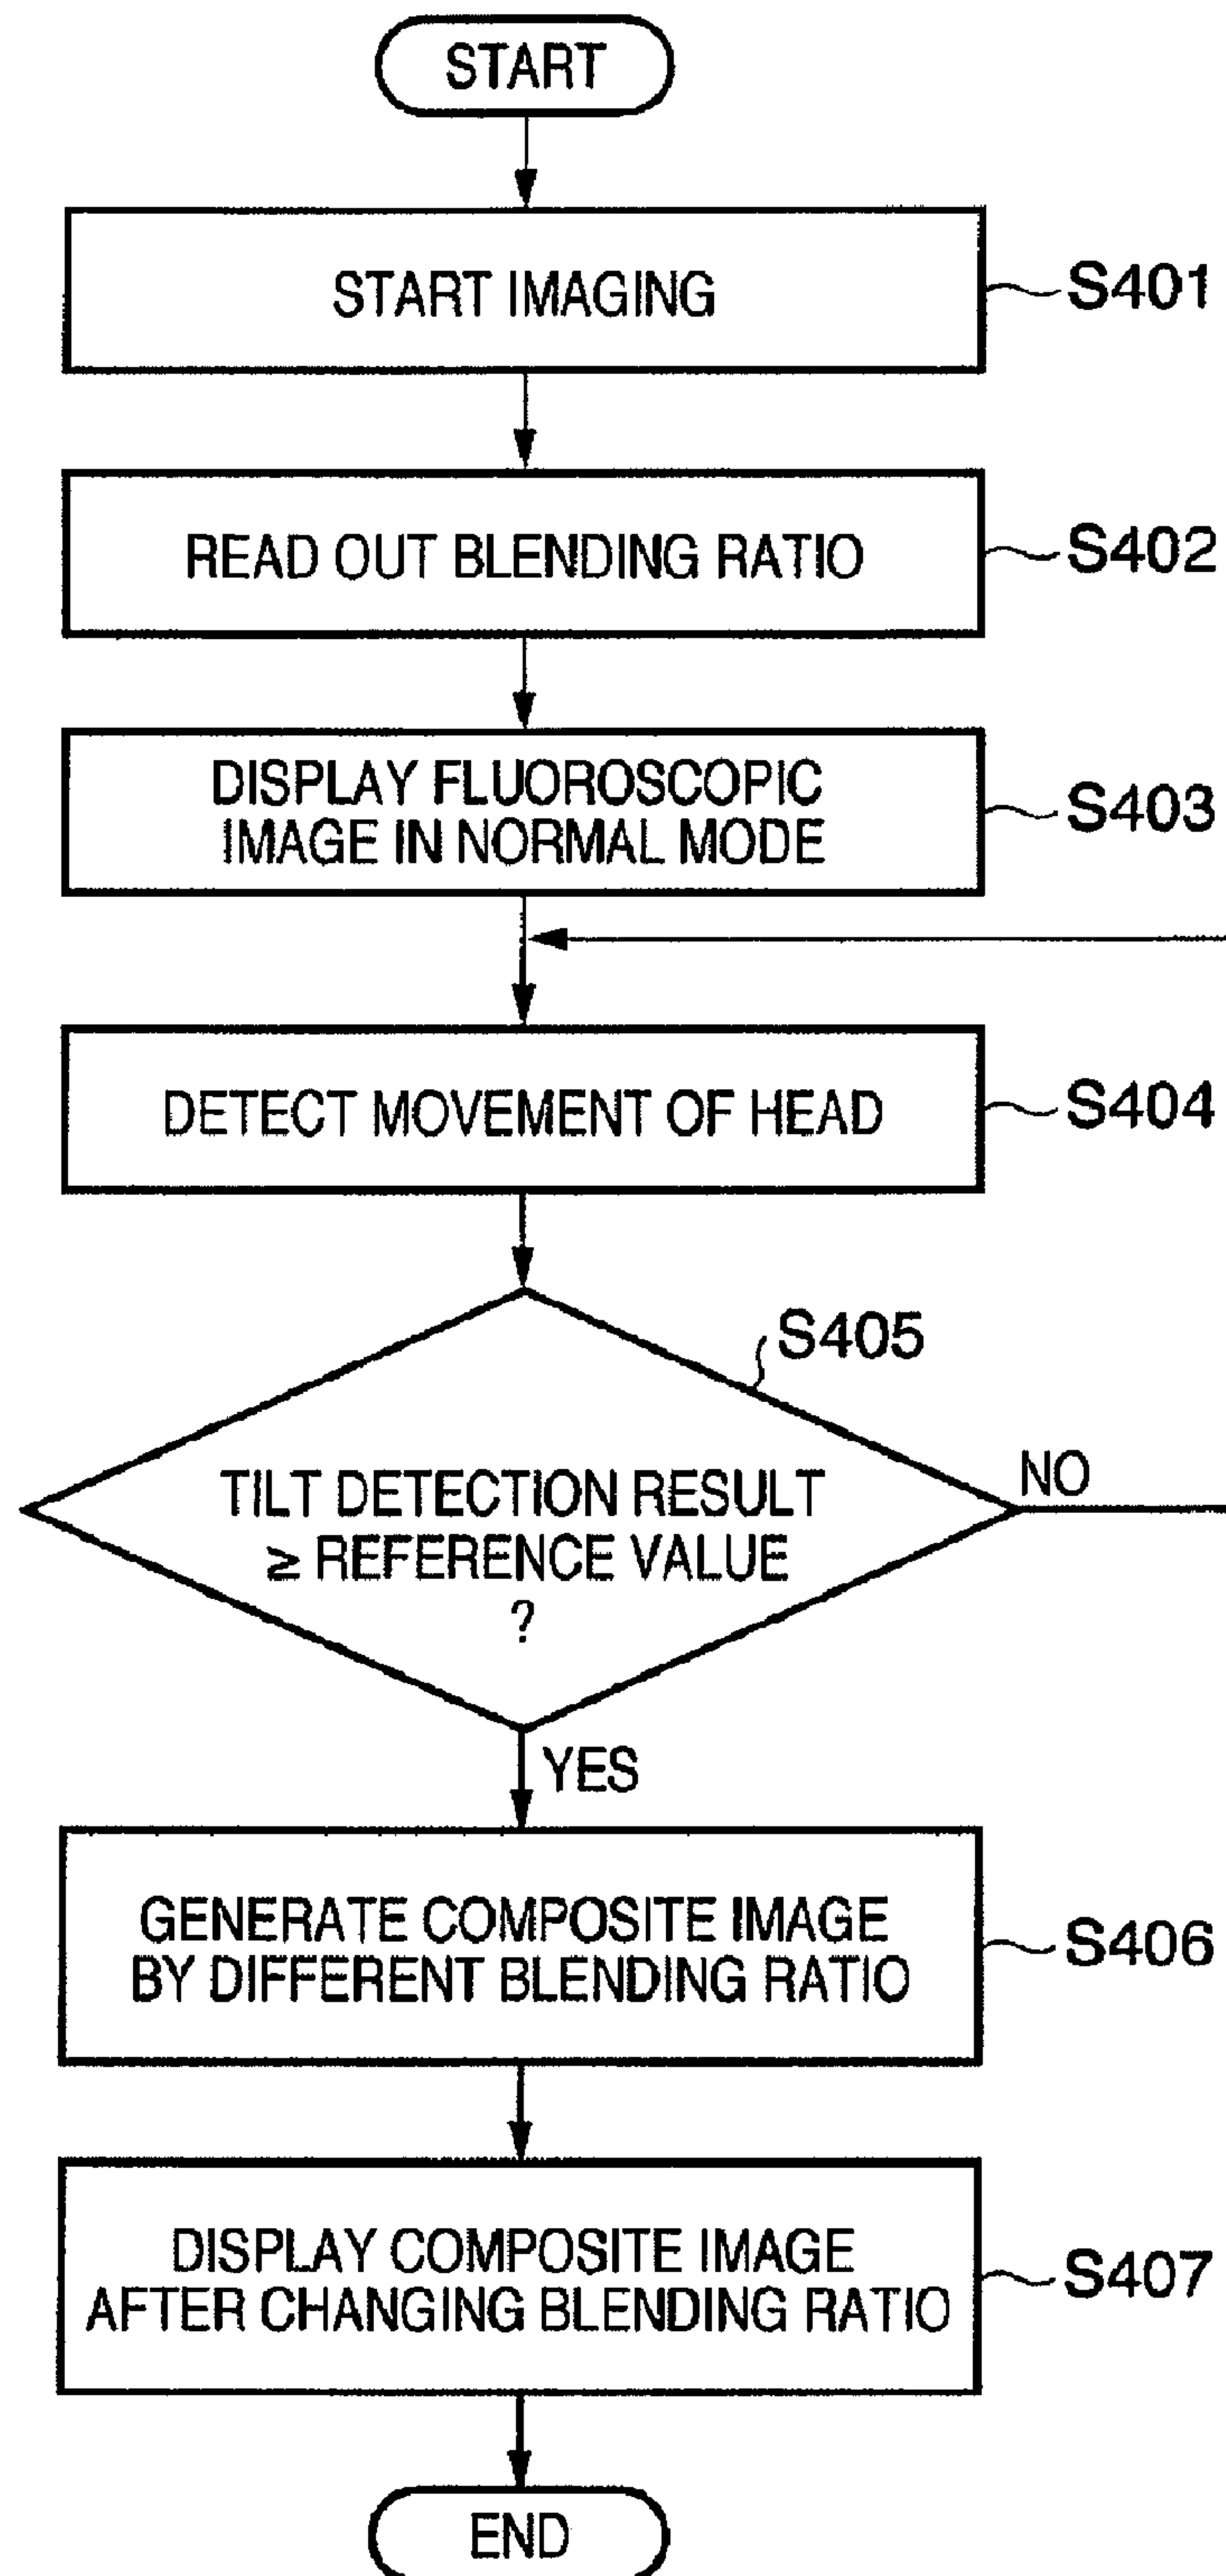 START
START IMAGING
S401
READ OUT BLENDING RATIO
S402
DISPLAY FLUOROSCOPIC
IMAGE IN NORMAL MODE
S403
DETECT MOVEMENT OF HEAD
S404
S405
TILT DETECTION RESULT
≥ REFERENCE VALUE
?
NO
YES
GENERATE COMPOSITE IMAGE
BY DIFFERENT BLENDING RATIO
S406
DISPLAY COMPOSITE IMAGE
AFTER CHANGING BLENDING RATIO
S407
END